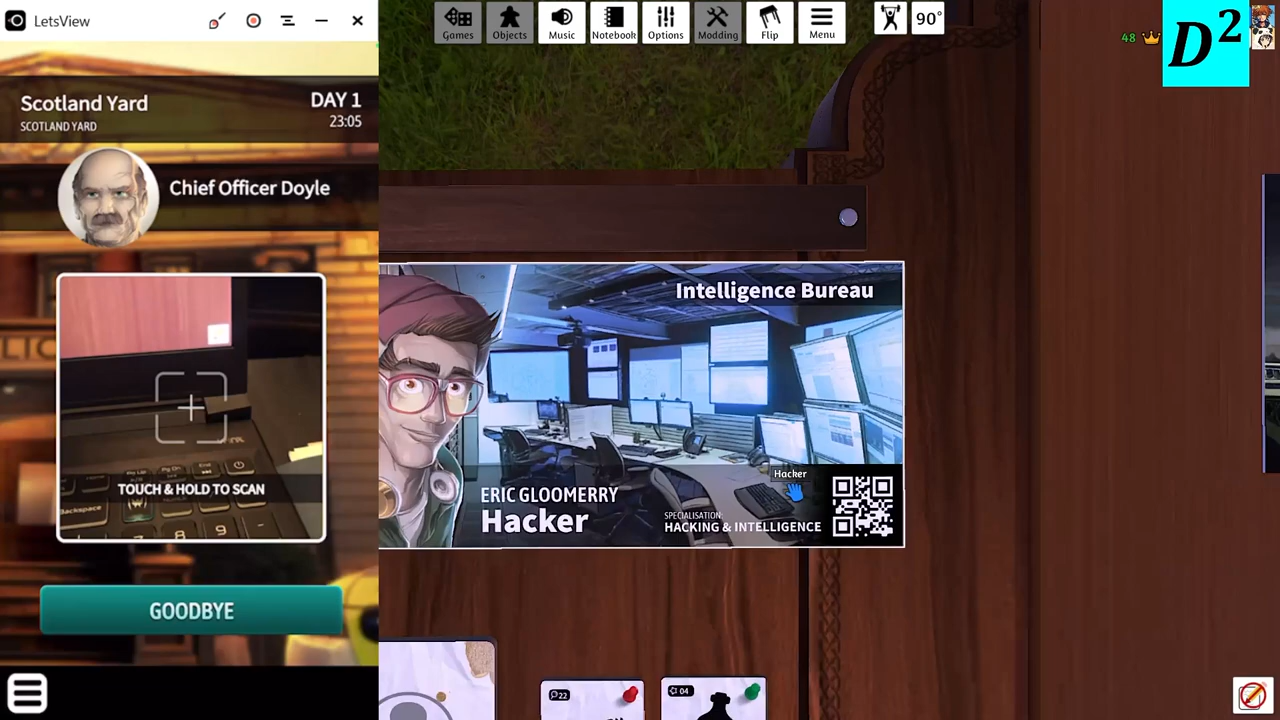 LetsView
Scotland Yard
SCOTLAND YARD
DAY 1
23:05
Chief Officer Doyle
TOUCH & HOLD TO SCAN
Backspace
9
GOODBYE
Games
Objects
Music
Notebook
Options
Modding
Flip
Menu
90°
48
D²
Intelligence Bureau
Hacker
ERIC GLOOMERRY
Hacker
SPECIALISATION:
HACKING & INTELLIGENCE
22
04